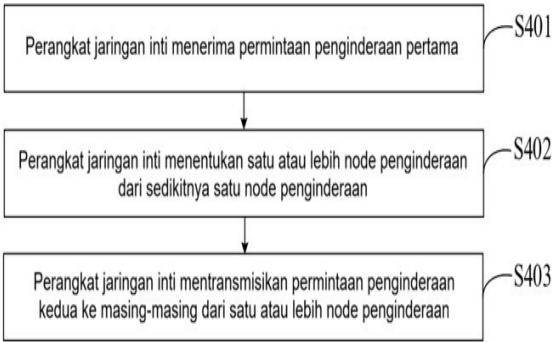 Perangkat jaringan inti menerima permintaan penginderaan pertama
S401
Perangkat jaringan inti menentukan satu atau lebih node penginderaan
dari sedikitnya satu node penginderaan
S402
Perangkat jaringan inti mentransmisikan permintaan penginderaan
kedua ke masing-masing dari satu atau lebih node penginderaan
S403